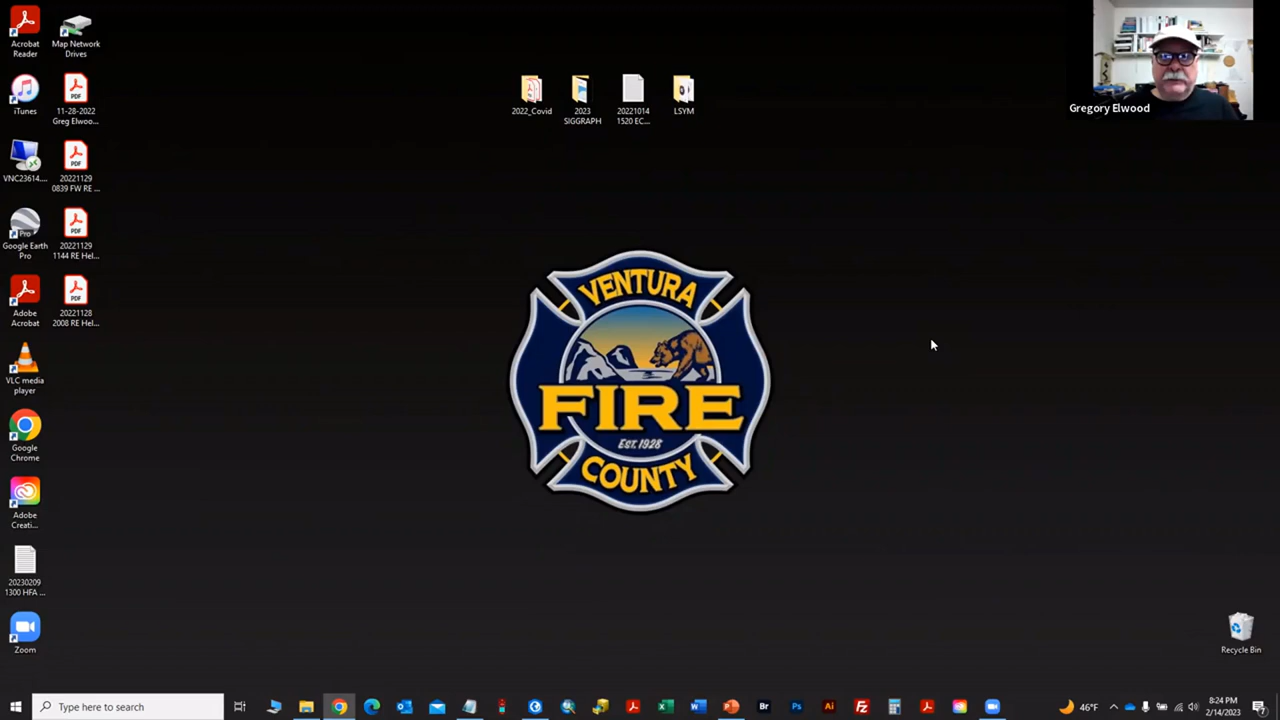 Acrobat
Reader
Map Network
Drives
iTunes
11-28-2022
Greg Elwoo...
VNC23614....
20221129
0839 FW RE ...
Pro
Google Earth
Pro
20221129
1144 RE Hel...
Adobe
Acrobat
20221128
2008 RE Hel...
VLC media
player
Google
Chrome
Adobe
Creati...
20230209
1300 HFA ...
Zoom
2022_Covid
2023
SIGGRAPH
20221014
1520 EC...
LSYM
Gregory Elwood
VENTURA
FIRE
EST. 1928
COUNTY
Recycle Bin
Type here to search
46°F
8:24 PM
2/14/2023